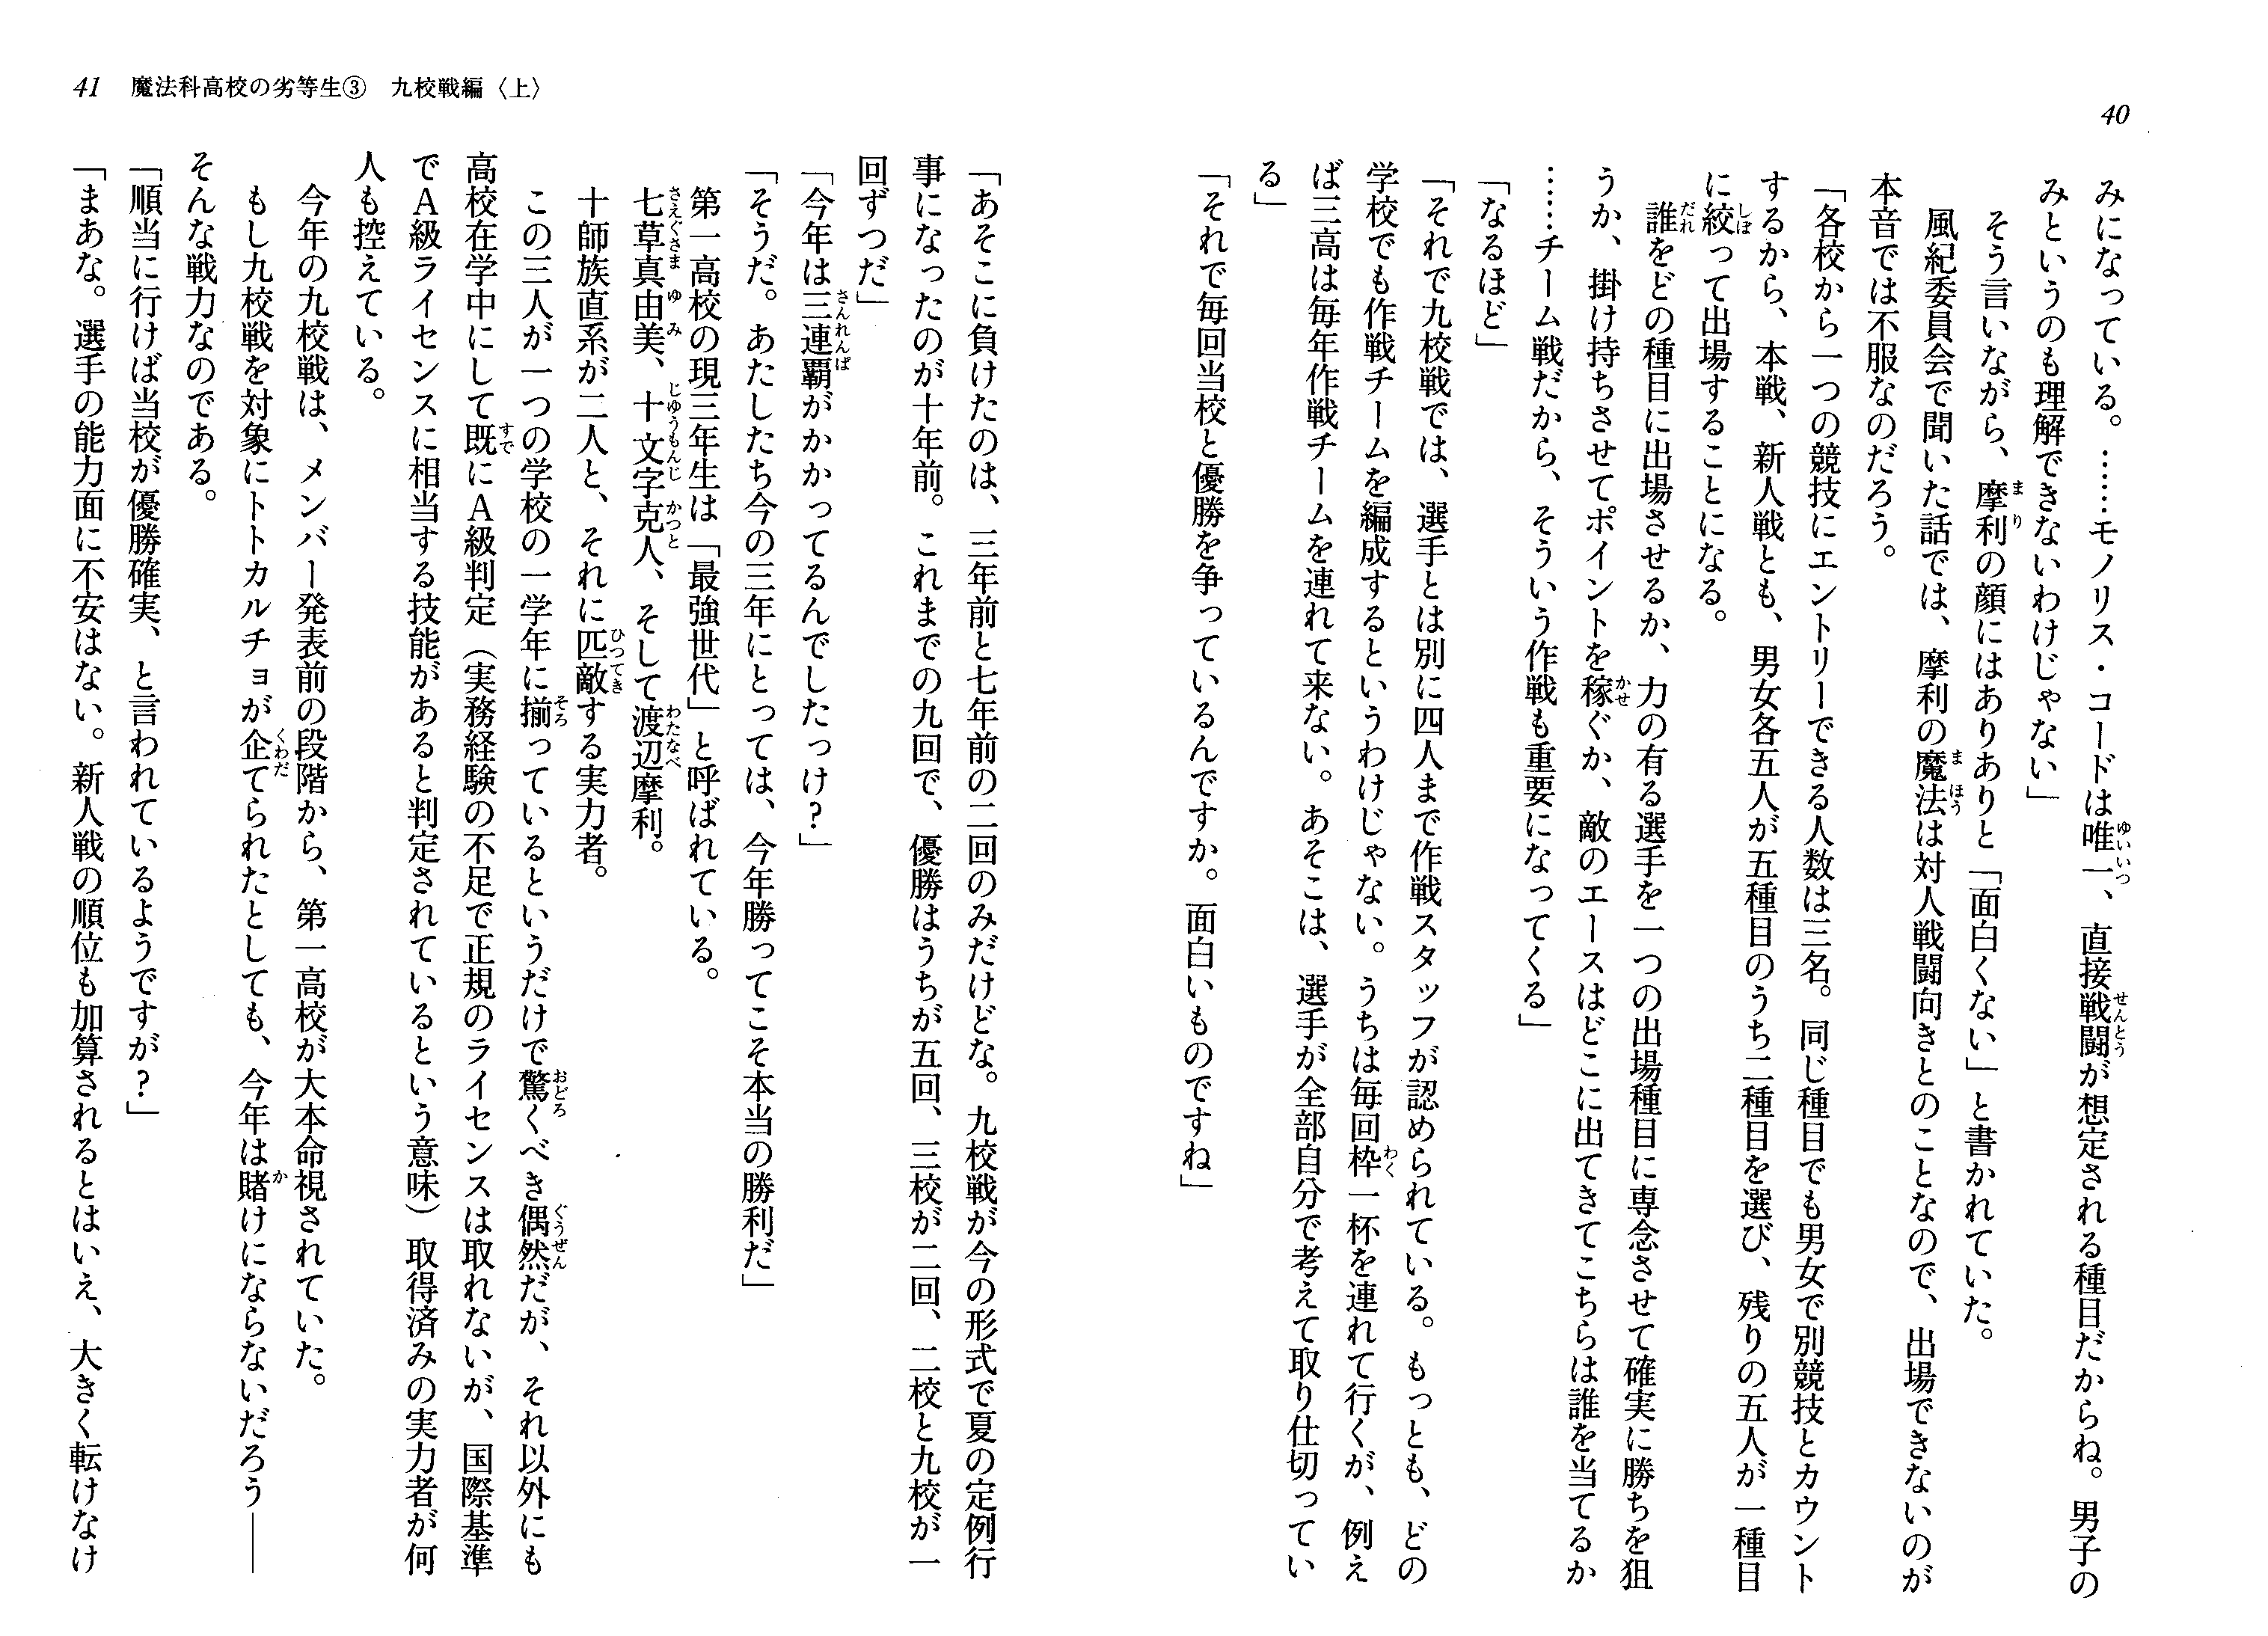 40
みになっている。……モノリス・コードは唯一、直接戦闘が想定される種目だからね。男子の
みというのも理解できないわけじゃない」
そう言いながら、摩利の顔にはありありと「面白くない」と書かれていた。
風紀委員会で聞いた話では、摩利の魔法は対人戦闘向きとのことなので、出場できないのが
本音では不服なのだろう。
「各校から一つの競技にエントリーできる人数は三名。同じ種目でも男女で別競技とカウント
するから、本戦、新人戦とも、男女各五人が五種目のうち二種目を選び、残りの五人が一種目
に絞って出場することになる。
誰をどの種目に出場させるか、力の有る選手を一つの出場種目に専念させて確実に勝ちを狙
うか、掛け持ちさせてポイントを稼ぐか、敵のエースはどこに出てきてこちらは誰を当てるか
……チーム戦だから、そういう作戦も重要になってくる」
「なるほど」
「それで九校戦では、選手とは別に四人まで作戦スタッフが認められている。もっとも、どの
学校でも作戦チームを編成するというわけじゃない。うちは毎回枠一杯を連れて行くが、例え
ば三高は毎年作戦チームを連れて来ない。あそこは、選手が全部自分で考えて取り仕切ってい
る」
「それで毎回当校と優勝を争っているんですか。面白いものですね」
41 魔法科高校の劣等生③ 九校戦編〈上〉
「あそこに負けたのは、三年前と七年前の二回のみだけどな。九校戦が今の形式で夏の定例行
事になったのが十年前。これまでの九回で、優勝はうちが五回、三校が二回、二校と九校が一
回ずつだ」
「今年は三連覇がかかってるんでしたっけ？」
「そうだ。あたしたち今の三年にとっては、今年勝ってこそ本当の勝利だ」
第一高校の現三年生は「最強世代」と呼ばれている。
七草真由美、十文字克人、そして渡辺摩利。
十師族直系が二人と、それに匹敵する実力者。
この三人が一つの学校の一学年に揃っているというだけで驚くべき偶然だが、それ以外にも
高校在学中にして既にＡ級判定（実務経験の不足で正規のライセンスは取れないが、国際基準
でＡ級ライセンスに相当する技能があると判定されているという意味）取得済みの実力者が何
人も控えている。
今年の九校戦は、メンバー発表前の段階から、第一高校が大本命視されていた。
もし九校戦を対象にトトカルチョが企てられたとしても、今年は賭けにならないだろう――
そんな戦力なのである。
「順当に行けば当校が優勝確実、と言われているようですが？」
「まあな。選手の能力面に不安はない。新人戦の順位も加算されるとはいえ、大きく転けなけ